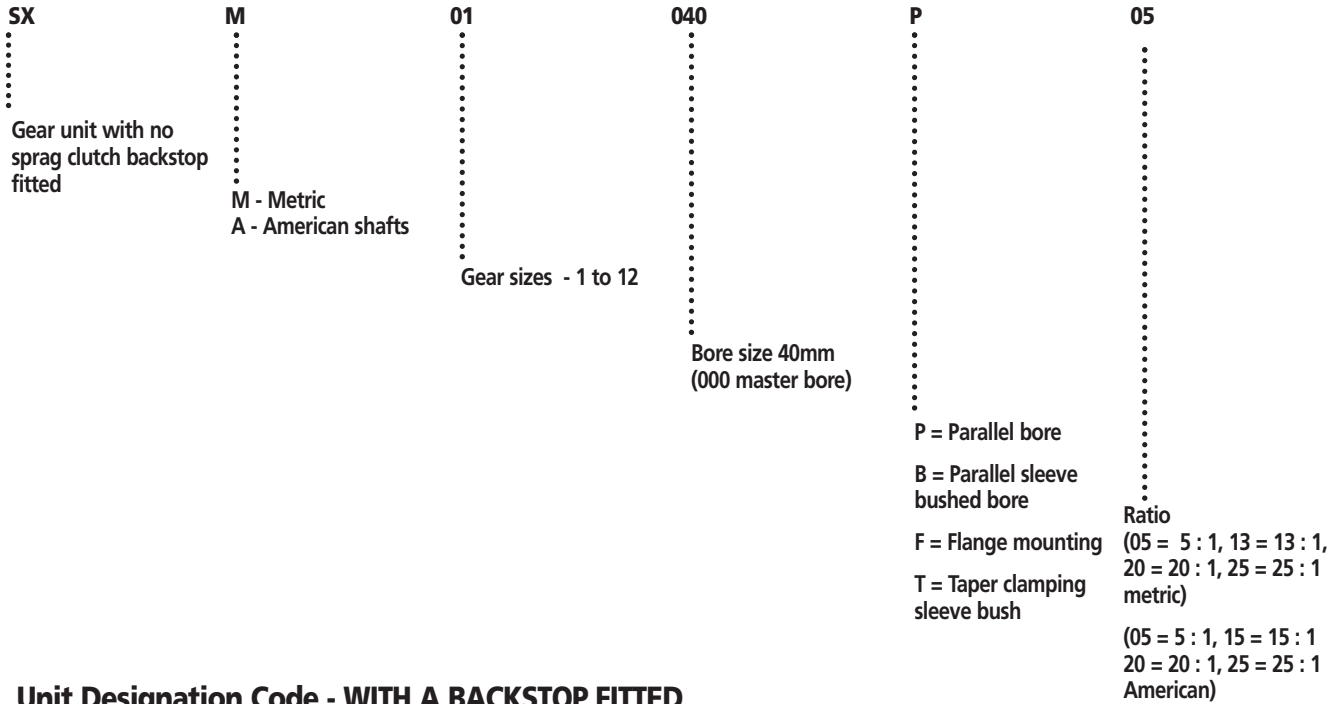 SX M 01 040 P 05
Gear unit with no
sprag clutch backstop
fitted
M - Metric
A - American shafts
Gear sizes - 1 to 12
Bore size 40mm
(000 master bore)
P = Parallel bore
B = Parallel sleeve
bushed bore
F = Flange mounting
T = Taper clamping
sleeve bush
Ratio
(05 = 5 : 1, 13 = 13 : 1,
20 = 20 : 1, 25 = 25 : 1
metric)
(05 = 5 : 1, 15 = 15 : 1
20 = 20 : 1, 25 = 25 : 1
American)
Unit Designation Code - WITH A BACKSTOP FITTED